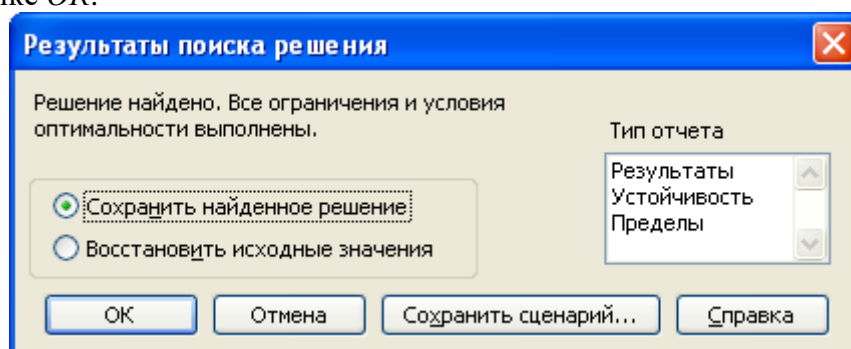 OK.
Результаты поиска решения
Решение найдено. Все ограничения и условия
оптимальности выполнены.
Тип отчета
Результаты
Устойчивость
Пределы
Сохранить найденное решение
Восстановить исходные значения
ОК
Отмена
Сохранить сценарий...
Справка